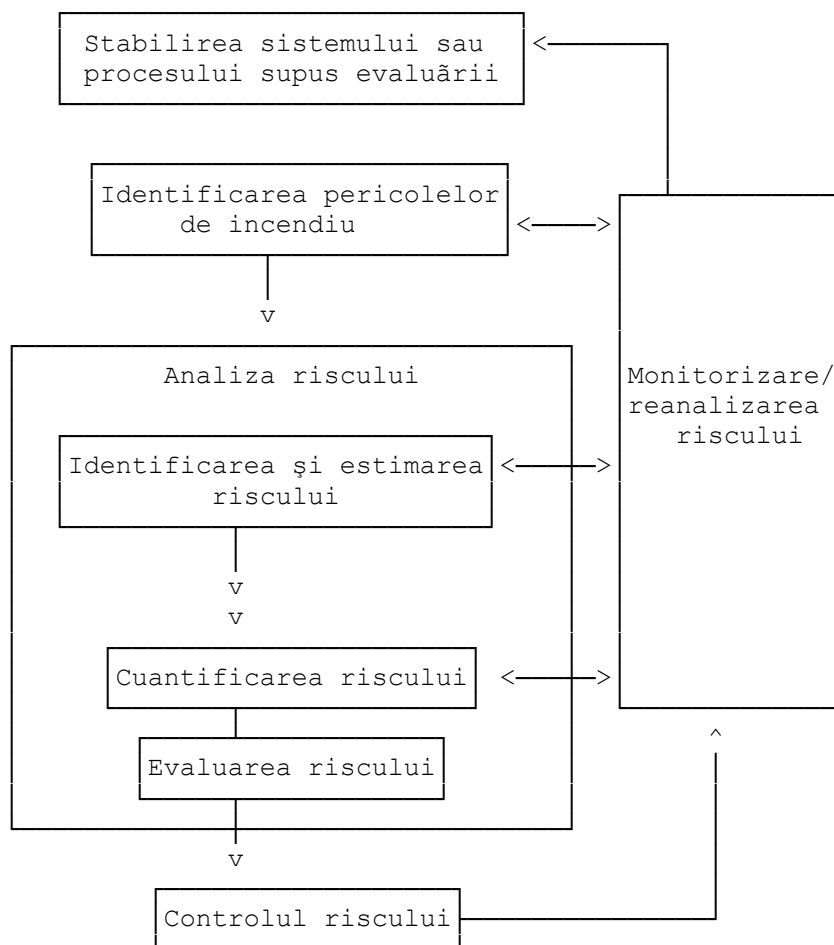 Stabilirea sistemului sau
procesului supus evaluãrii
Identificarea pericolelor
de incendiu
Analiza riscului
Monitorizare/
reanalizarea
riscului
Identificarea şi estimarea
riscului
v
v
v
Cuantificarea riscului
Evaluarea riscului
v
Controlul riscului